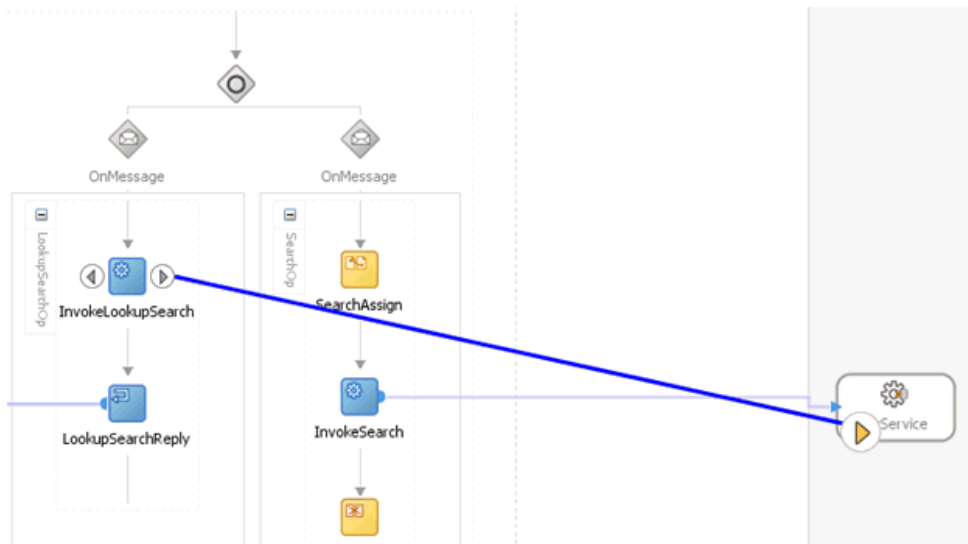 OnMessage
OnMessage
LookupSearchOp
SearchOp
InvokeLookupSearch
SearchAssign
LookupSearchReply
InvokeSearch
Service